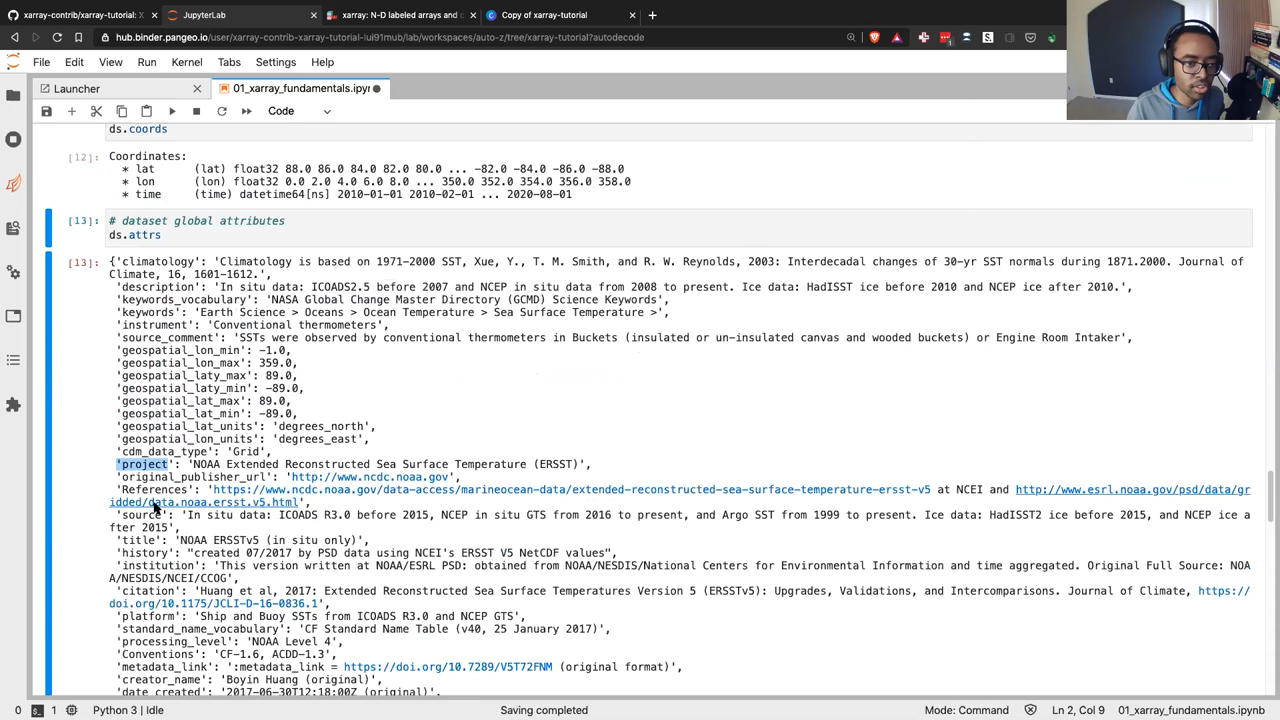 xarray-contrib/xarray-tutorial: X
JupyterLab
xarray: N-D labeled arrays and d
Copy of xarray-tutorial
hub.binder.pangeo.io/user/xarray-contrib-xarray-tutorial-lui91mub/lab/workspaces/auto-z/tree/xarray-tutorial?autodecode
File Edit View Run Kernel Tabs Settings Help
Launcher
01_xarray_fundamentals.ipyn
Code
ds.coords
[12]:
Coordinates:
* lat (lat) float32 88.0 86.0 84.0 82.0 80.0 ... -82.0 -84.0 -86.0 -88.0
* lon (lon) float32 0.0 2.0 4.0 6.0 8.0 ... 350.0 352.0 354.0 356.0 358.0
* time (time) datetime64[ns] 2010-01-01 2010-02-01 ... 2020-08-01
[13]: # dataset global attributes
ds.attrs
[13]: {'climatology': 'Climatology is based on 1971-2000 SST, Xue, Y., T. M. Smith, and R. W. Reynolds, 2003: Interdecadal changes of 30-yr SST normals during 1871.2000. Journal of
Climate, 16, 1601-1612.',
'description': 'In situ data: ICOADS2.5 before 2007 and NCEP in situ data from 2008 to present. Ice data: HadISST ice before 2010 and NCEP ice after 2010.',
'keywords_vocabulary': 'NASA Global Change Master Directory (GCMD) Science Keywords',
'keywords': 'Earth Science > Oceans > Ocean Temperature > Sea Surface Temperature >',
'instrument': 'Conventional thermometers',
'source_comment': 'SSTs were observed by conventional thermometers in Buckets (insulated or un-insulated canvas and wooded buckets) or Engine Room Intaker',
'geospatial_lon_min': -1.0,
'geospatial_lon_max': 359.0,
'geospatial_laty_max': 89.0,
'geospatial_laty_min': -89.0,
'geospatial_lat_max': 89.0,
'geospatial_lat_min': -89.0,
'geospatial_lat_units': 'degrees_north',
'geospatial_lon_units': 'degrees_east',
'cdm_data_type': 'Grid',
'project': 'NOAA Extended Reconstructed Sea Surface Temperature (ERSST)',
'original_publisher_url': 'http://www.ncdc.noaa.gov',
'References': 'https://www.ncdc.noaa.gov/data-access/marineocean-data/extended-reconstructed-sea-surface-temperature-ersst-v5 at NCEI and http://www.esrl.noaa.gov/psd/data/gr
idded/data.noaa.ersst.v5.html',
'source': 'In situ data: ICOADS R3.0 before 2015, NCEP in situ GTS from 2016 to present, and Argo SST from 1999 to present. Ice data: HadISST2 ice before 2015, and NCEP ice a
fter 2015',
'title': 'NOAA ERSSTv5 (in situ only)',
'history': "created 07/2017 by PSD data using NCEI's ERSST V5 NetCDF values",
'institution': 'This version written at NOAA/ESRL PSD: obtained from NOAA/NESDIS/National Centers for Environmental Information and time aggregated. Original Full Source: NOA
A/NESDIS/NCEI/CCOG',
'citation': 'Huang et al, 2017: Extended Reconstructed Sea Surface Temperatures Version 5 (ERSSTv5): Upgrades, Validations, and Intercomparisons. Journal of Climate, https://
doi.org/10.1175/JCLI-D-16-0836.1',
'platform': 'Ship and Buoy SSTs from ICOADS R3.0 and NCEP GTS',
'standard_name_vocabulary': 'CF Standard Name Table (v40, 25 January 2017)',
'processing_level': 'NOAA Level 4',
'Conventions': 'CF-1.6, ACDD-1.3',
'metadata_link': ':metadata_link = https://doi.org/10.7289/V5T72FNM (original format)',
'creator_name': 'Boyin Huang (original)',
'date_created': '2017-06-30T12:18:00Z (original)',
0 1 Python 3 | Idle Saving completed Mode: Command Ln 2, Col 9 01_xarray_fundamentals.ipynb